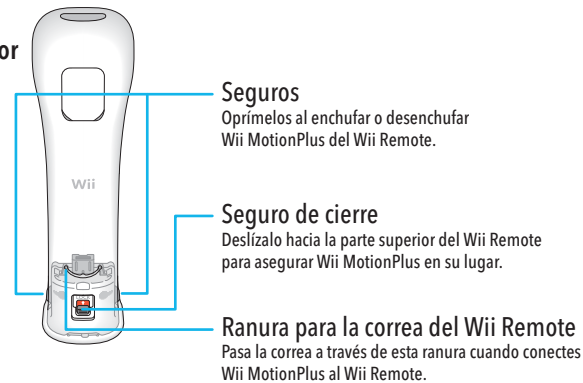 or
Seguros
Oprímelos al enchufar o desenchufar
Wii MotionPlus del Wii Remote.
Wii
Seguro de cierre
Deslízalo hacia la parte superior del Wii Remote
para asegurar Wii MotionPlus en su lugar.
Ranura para la correa del Wii Remote
Pasa la correa a través de esta ranura cuando conectes
Wii MotionPlus al Wii Remote.